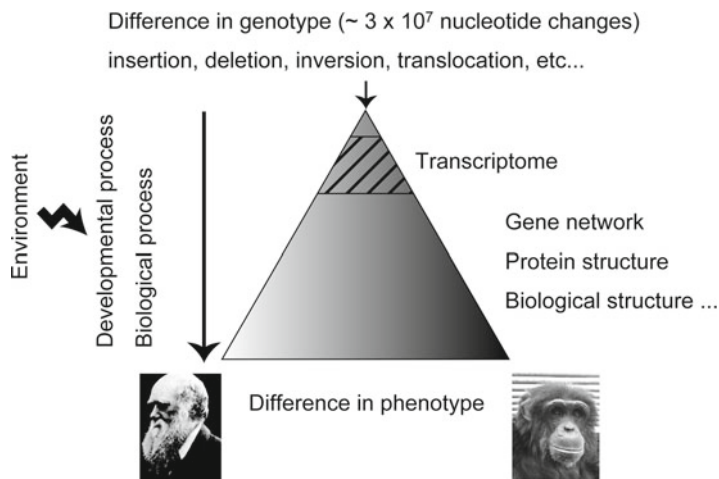 Difference in genotype (~ 3 x 10⁷ nucleotide changes)
insertion, deletion, inversion, translocation, etc...
Environment
Developmental process
Biological process
Transcriptome
Gene network
Protein structure
Biological structure ...
Difference in phenotype